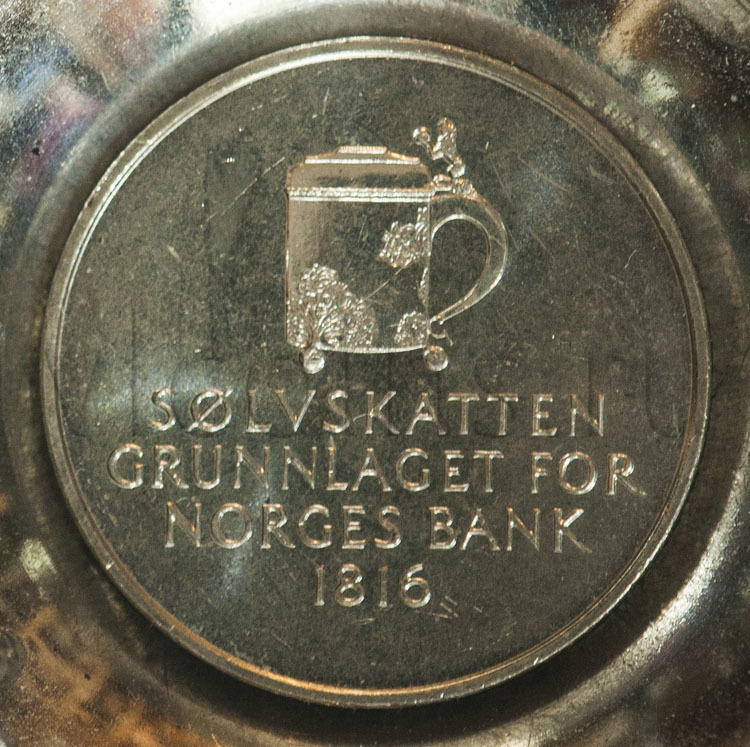 SØLVSKATTEN
GRUNNLAGET FOR
NORGES BANK
1816